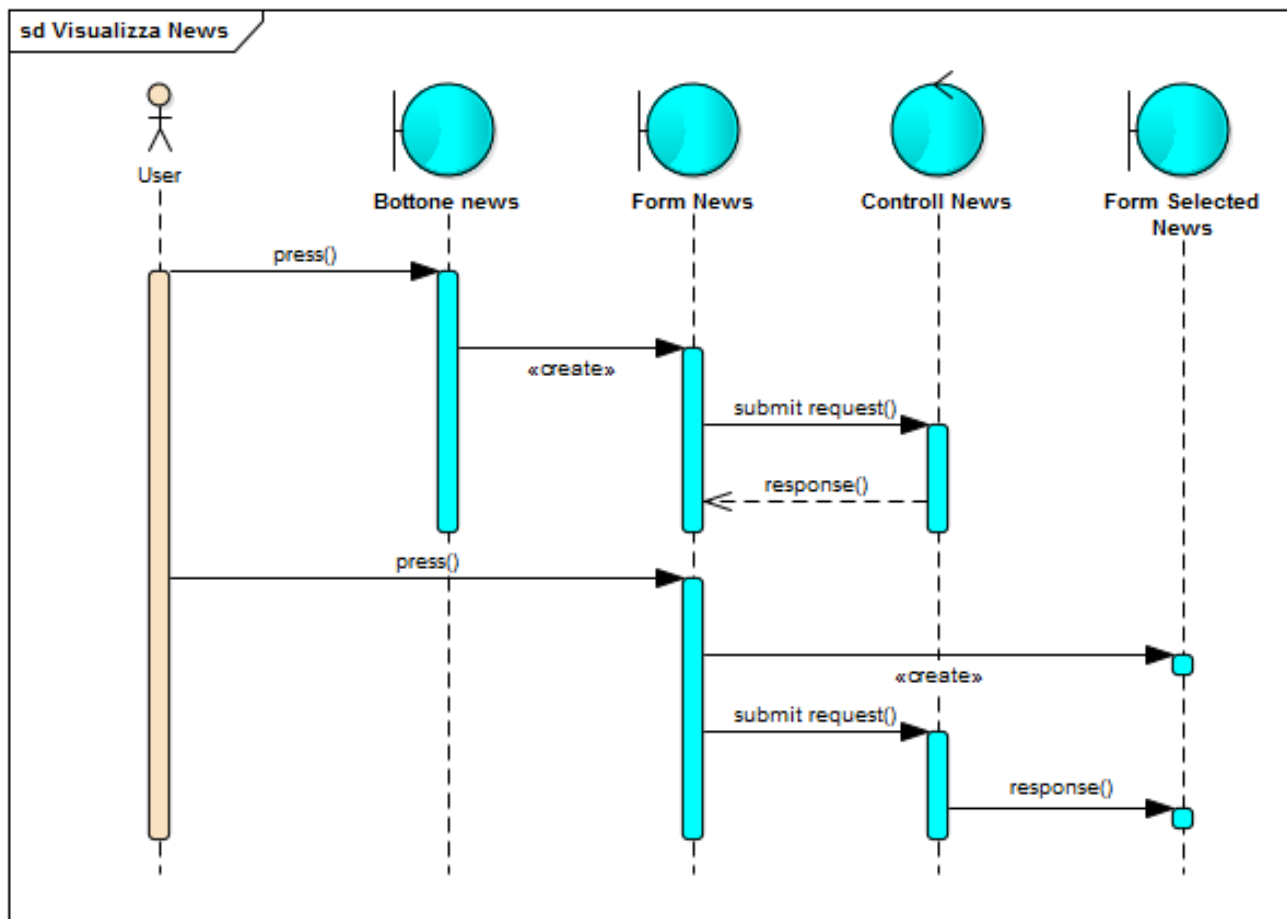 sd Visualizza News
User
Bottone news
Form News
Controll News
Form Selected
News
press()
«create»
submit request()
response()
press()
«create»
submit request()
response()